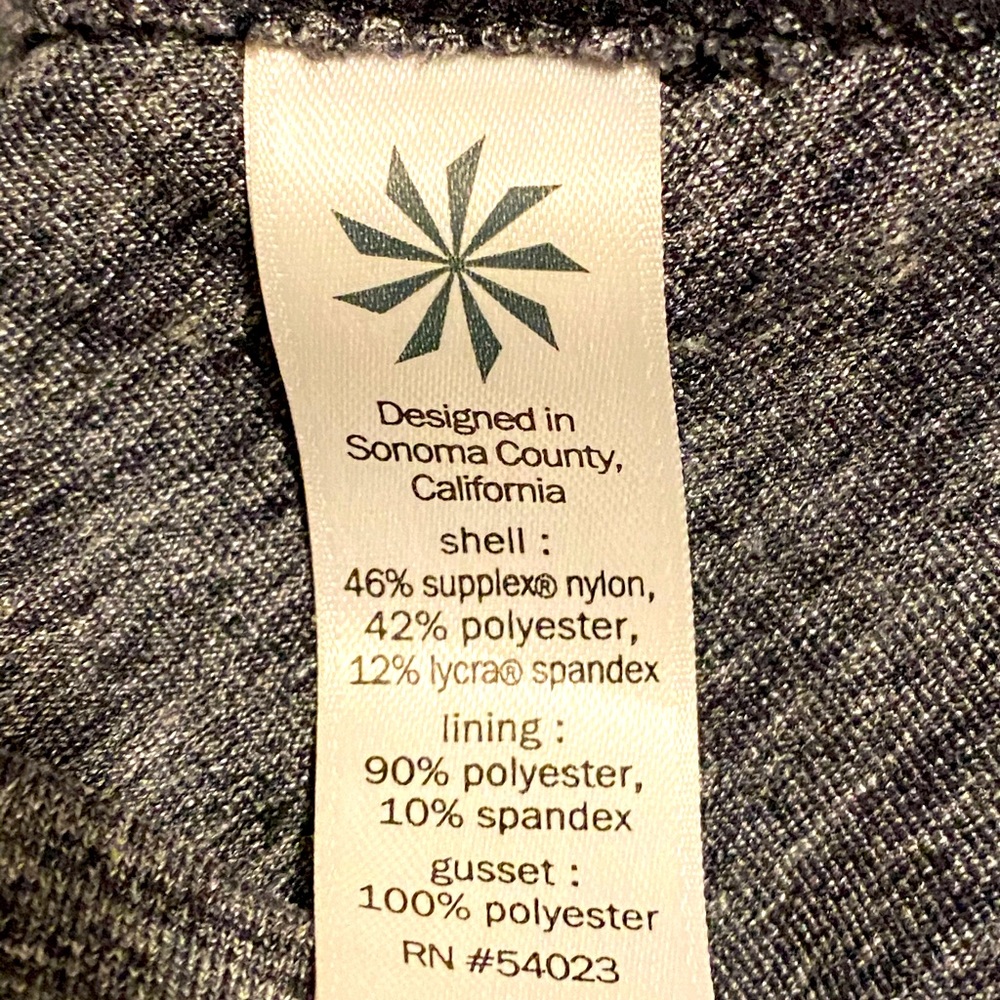 Designed in
Sonoma County,
California
shell :
46% supplex® nylon,
42% polyester,
12% lycra® spandex
lining :
90% polyester,
10% spandex
gusset :
100% polyester
RN #54023